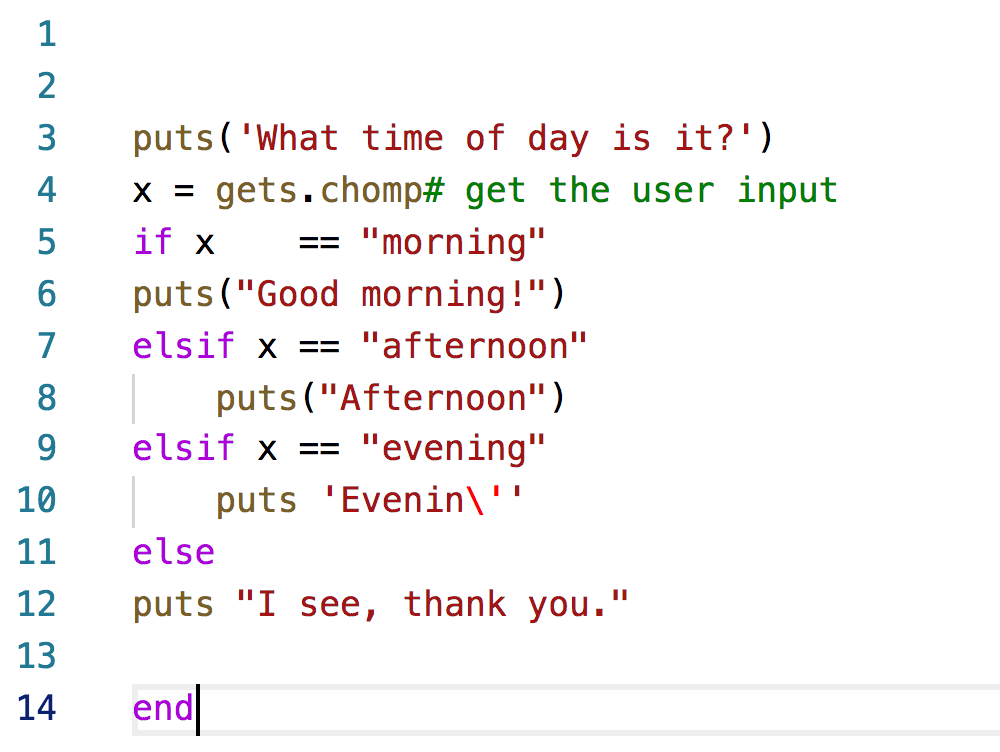 1
2
3 puts('What time of day is it?')
4 x = gets.chomp# get the user input
5 if x    == "morning"
6 puts("Good morning!")
7 elsif x == "afternoon"
8     puts("Afternoon")
9 elsif x == "evening"
10     puts 'Evenin\''
11 else
12 puts "I see, thank you."
13
14 end